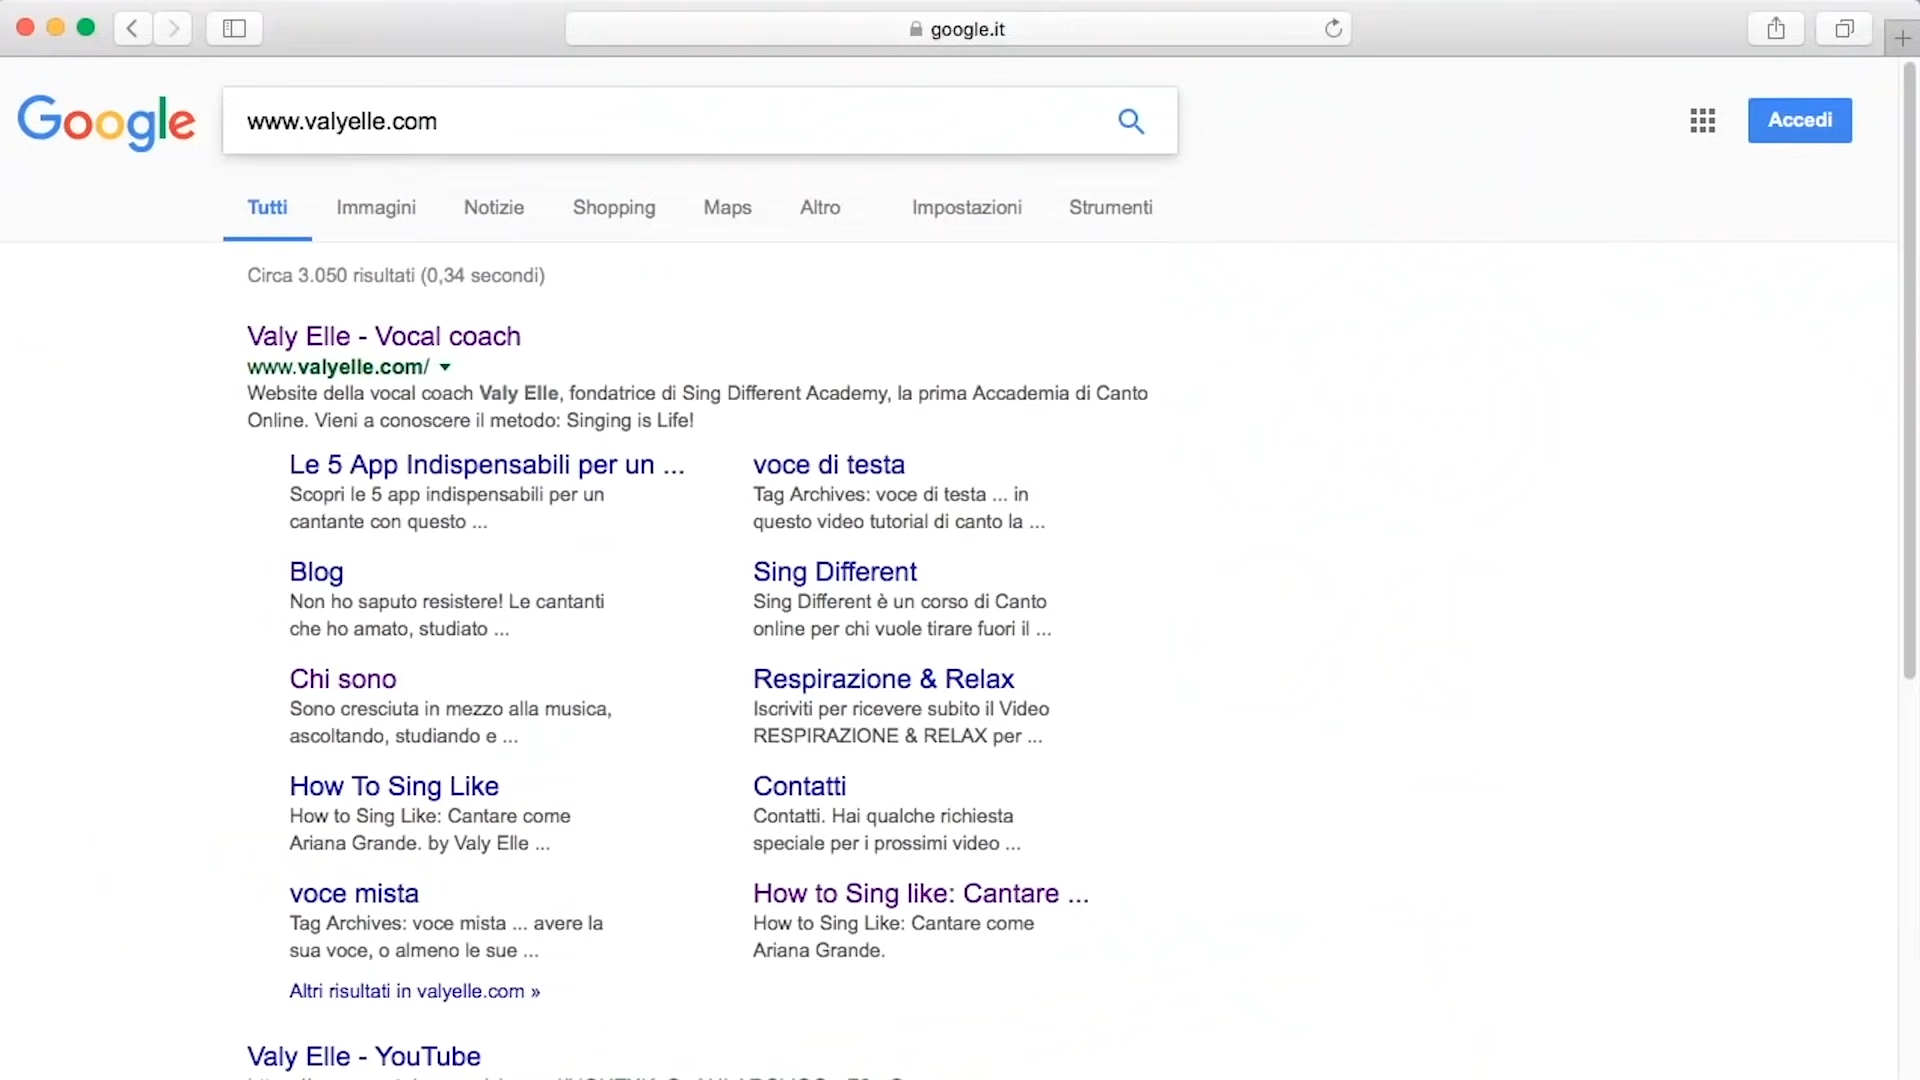 google.it
Google
www.valyelle.com
Accedi
Tutti Immagini Notizie Shopping Maps Altro Impostazioni Strumenti
Circa 3.050 risultati (0,34 secondi)
Valy Elle - Vocal coach
www.valyelle.com/
Website della vocal coach Valy Elle, fondatrice di Sing Different Academy, la prima Accademia di Canto
Online. Vieni a conoscere il metodo: Singing is Life!
Le 5 App Indispensabili per un ...
Scopri le 5 app indispensabili per un
cantante con questo ...
voce di testa
Tag Archives: voce di testa ... in
questo video tutorial di canto la ...
Blog
Non ho saputo resistere! Le cantanti
che ho amato, studiato ...
Sing Different
Sing Different è un corso di Canto
online per chi vuole tirare fuori il ...
Chi sono
Sono cresciuta in mezzo alla musica,
ascoltando, studiando e ...
Respirazione & Relax
Iscriviti per ricevere subito il Video
RESPIRAZIONE & RELAX per ...
How To Sing Like
How to Sing Like: Cantare come
Ariana Grande. by Valy Elle ...
Contatti
Contatti. Hai qualche richiesta
speciale per i prossimi video ...
voce mista
Tag Archives: voce mista ... avere la
sua voce, o almeno le sue ...
How to Sing like: Cantare ...
How to Sing Like: Cantare come
Ariana Grande.
Altri risultati in valyelle.com »
Valy Elle - YouTube